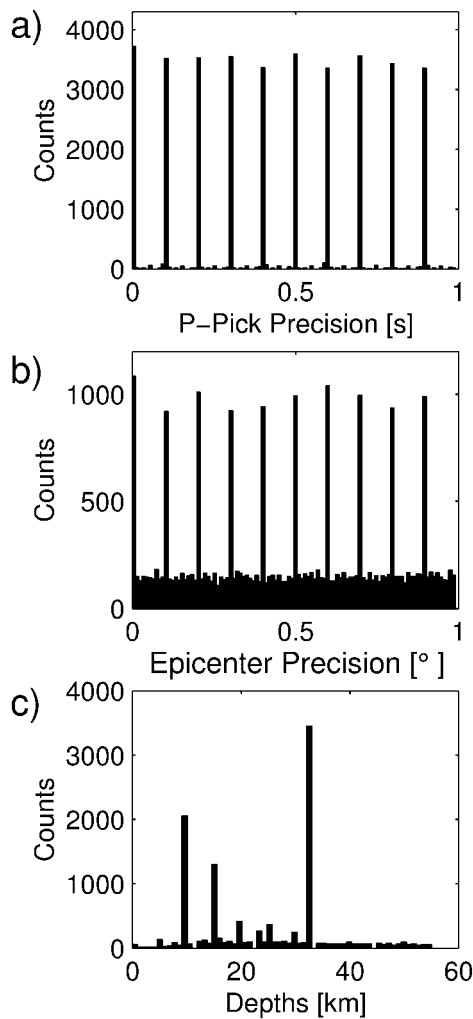 a)
4000
3000
2000
1000
0
Counts
0 0.5 1
P-Pick Precision [s]
b)
1000
500
0
Counts
0 0.5 1
Epicenter Precision [° ]
c)
4000
3000
2000
1000
0
Counts
0 20 40 60
Depths [km]